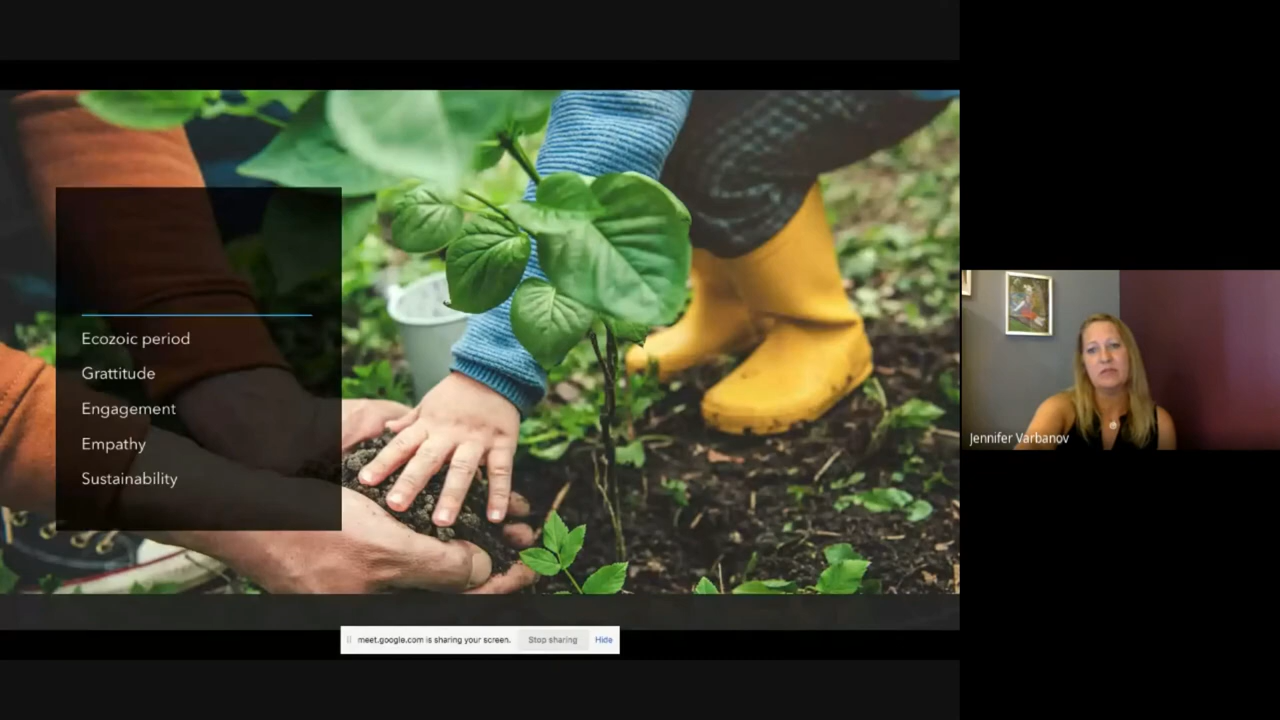 Ecozoic period
Grattitude
Engagement
Empathy
Sustainability
Jennifer Varbanov
meet.google.com is sharing your screen. Stop sharing Hide